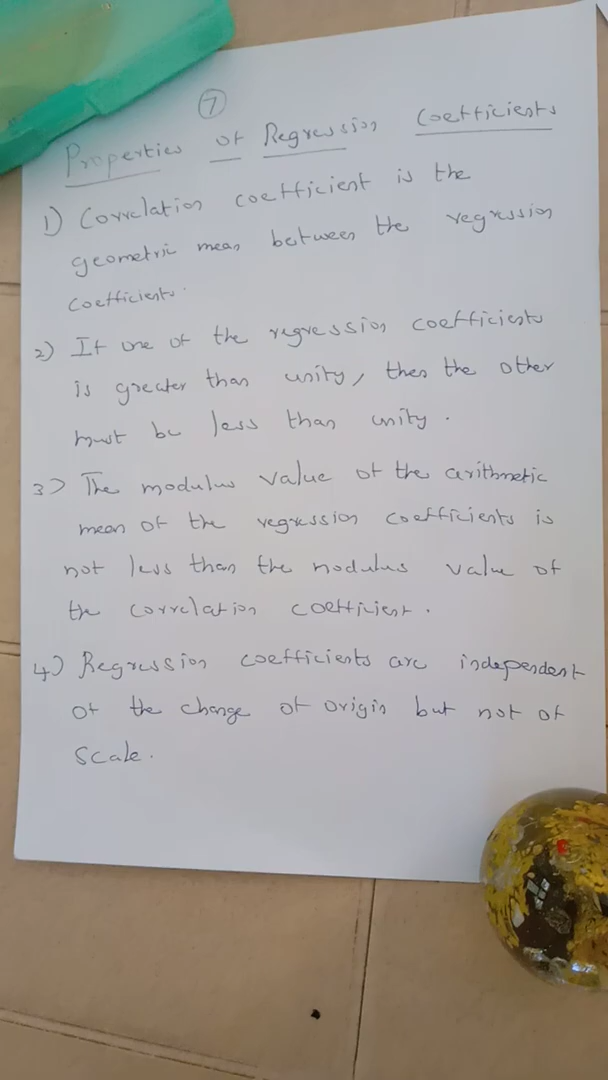 7
Properties of Regression Coefficients
1) Correlation coefficient is the
geometric mean between the regression
coefficients.
2) If one of the regression coefficients
is greater than unity, then the other
must be less than unity.
3) The modulus value of the arithmetic
mean of the regression coefficients is
not less than the modulus value of
the correlation coefficient.
4) Regression coefficients are independent
of the change of origin but not of
scale.